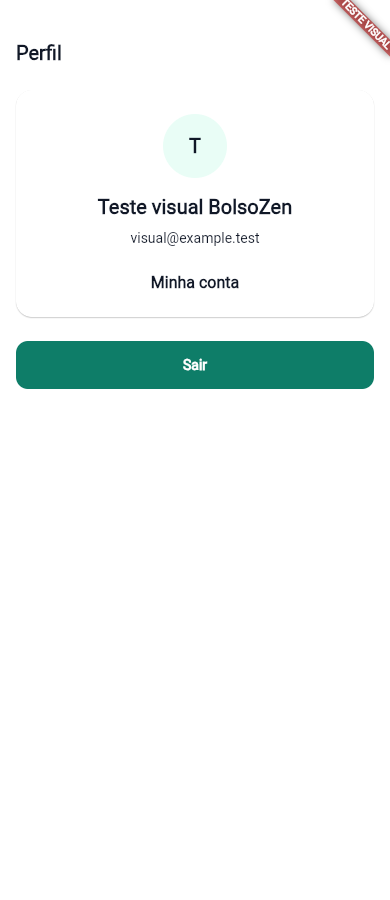 TESTE VISUAL
Perfil
T
Teste visual BolsoZen
visual@example.test
Minha conta
Sair